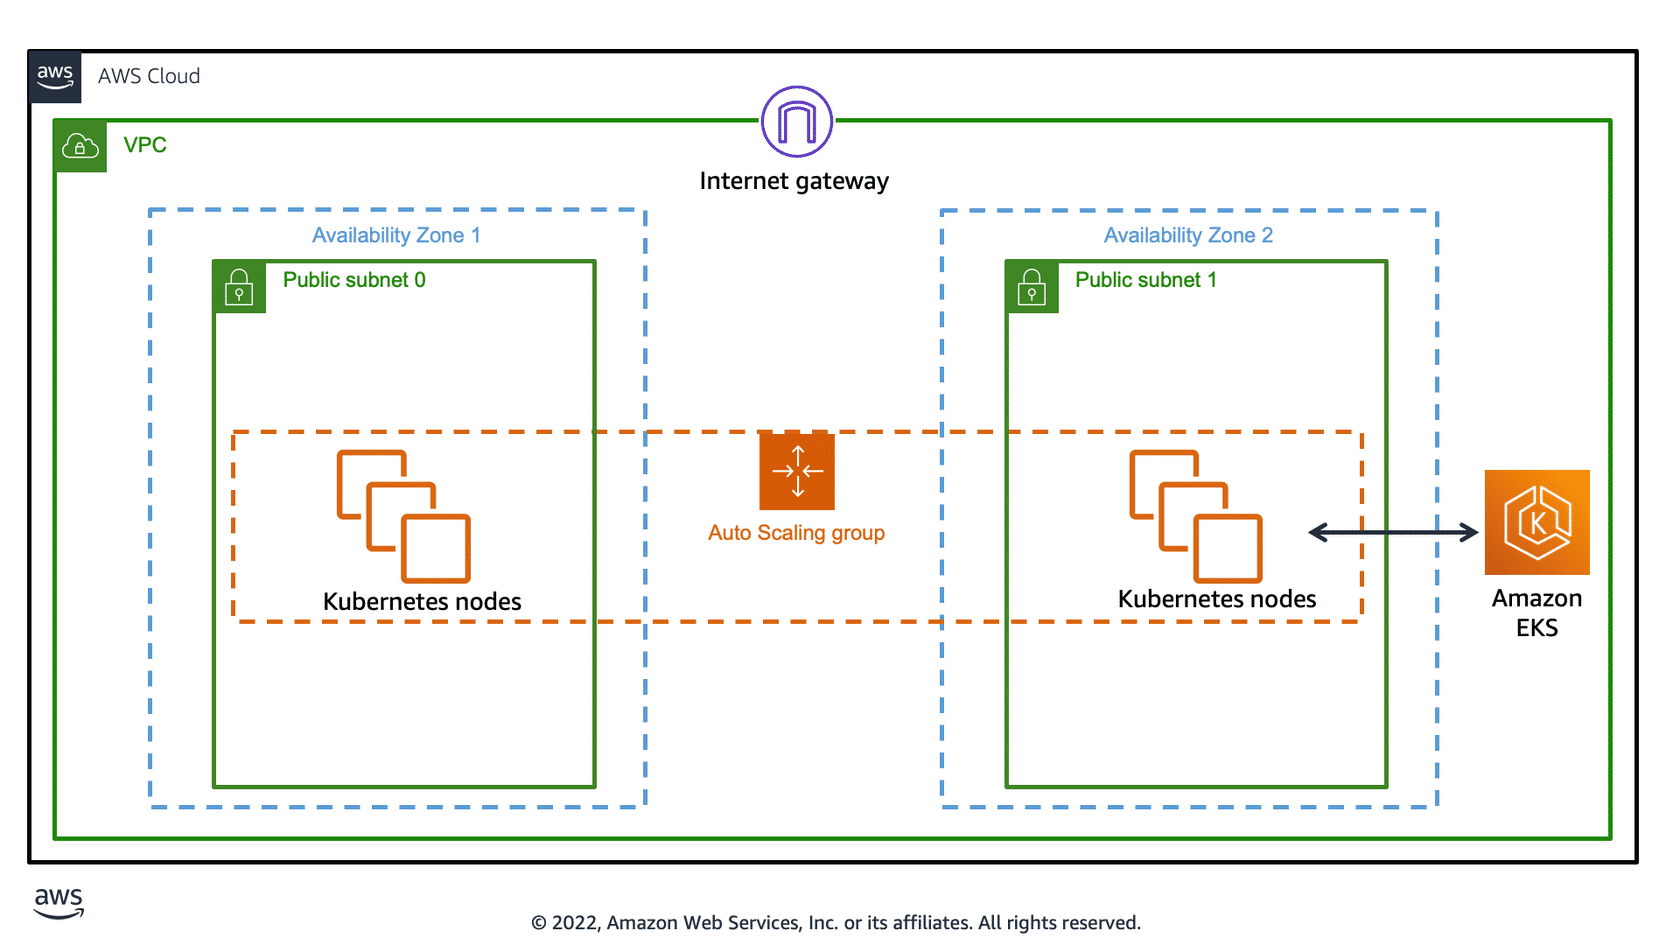 aws
AWS Cloud
VPC
Internet gateway
Availability Zone 1
Availability Zone 2
Public subnet 0
Public subnet 1
Auto Scaling group
Kubernetes nodes
Kubernetes nodes
K
Amazon
EKS
aws
© 2022, Amazon Web Services, Inc. or its affiliates. All rights reserved.